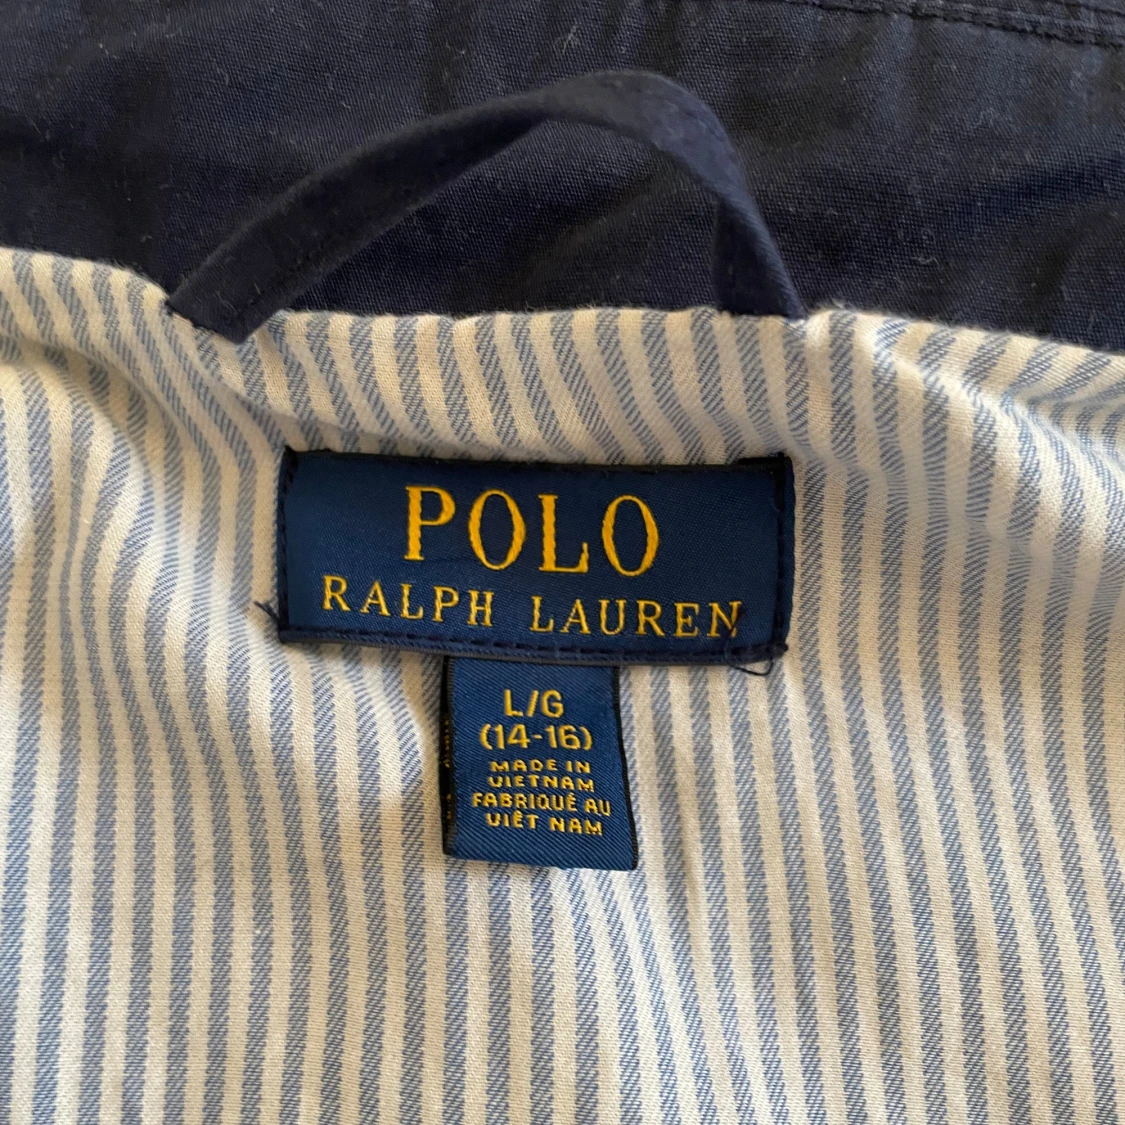 POLO
RALPH LAUREN
L/G
(14-16)
MADE IN
VIETNAM
FABRIQUÉ AU
VIÊT NAM